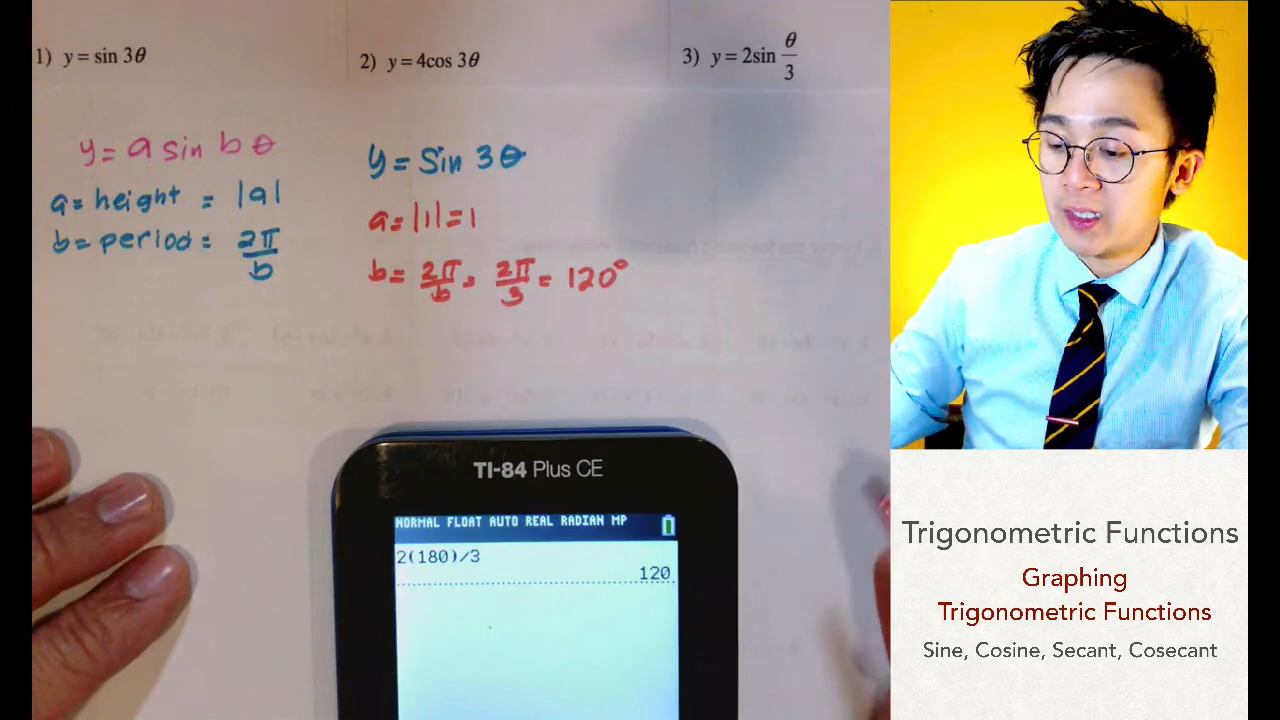 1) y = sin 3θ
2) y = 4cos 3θ
3) y = 2sin θ/3
y = a sin b θ
a = height = |a|
b = period = 2π/b
y = Sin 3θ
a = |1| = 1
b = 2π/b = 2π/3 = 120°
TI-84 Plus CE
NORMAL FLOAT AUTO REAL RADIAN MP
2(180)/3
120
Trigonometric Functions
Graphing
Trigonometric Functions
Sine, Cosine, Secant, Cosecant